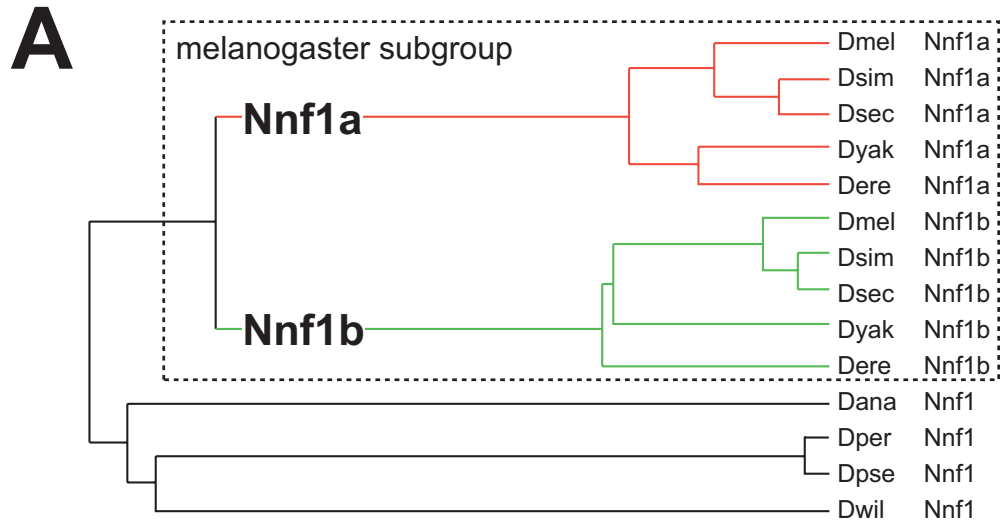 A
melanogaster subgroup
Nnf1a
Nnf1b
Dmel Nnf1a
Dsim Nnf1a
Dsec Nnf1a
Dyak Nnf1a
Dere Nnf1a
Dmel Nnf1b
Dsim Nnf1b
Dsec Nnf1b
Dyak Nnf1b
Dere Nnf1b
Dana Nnf1
Dper Nnf1
Dpse Nnf1
Dwil Nnf1